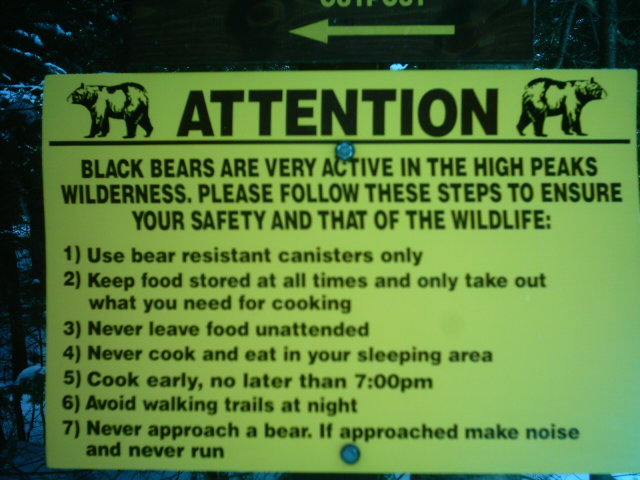 OUTPOST
ATTENTION
BLACK BEARS ARE VERY ACTIVE IN THE HIGH PEAKS
WILDERNESS. PLEASE FOLLOW THESE STEPS TO ENSURE
YOUR SAFETY AND THAT OF THE WILDLIFE:
1) Use bear resistant canisters only
2) Keep food stored at all times and only take out
what you need for cooking
3) Never leave food unattended
4) Never cook and eat in your sleeping area
5) Cook early, no later than 7:00pm
6) Avoid walking trails at night
7) Never approach a bear. If approached make noise
and never run